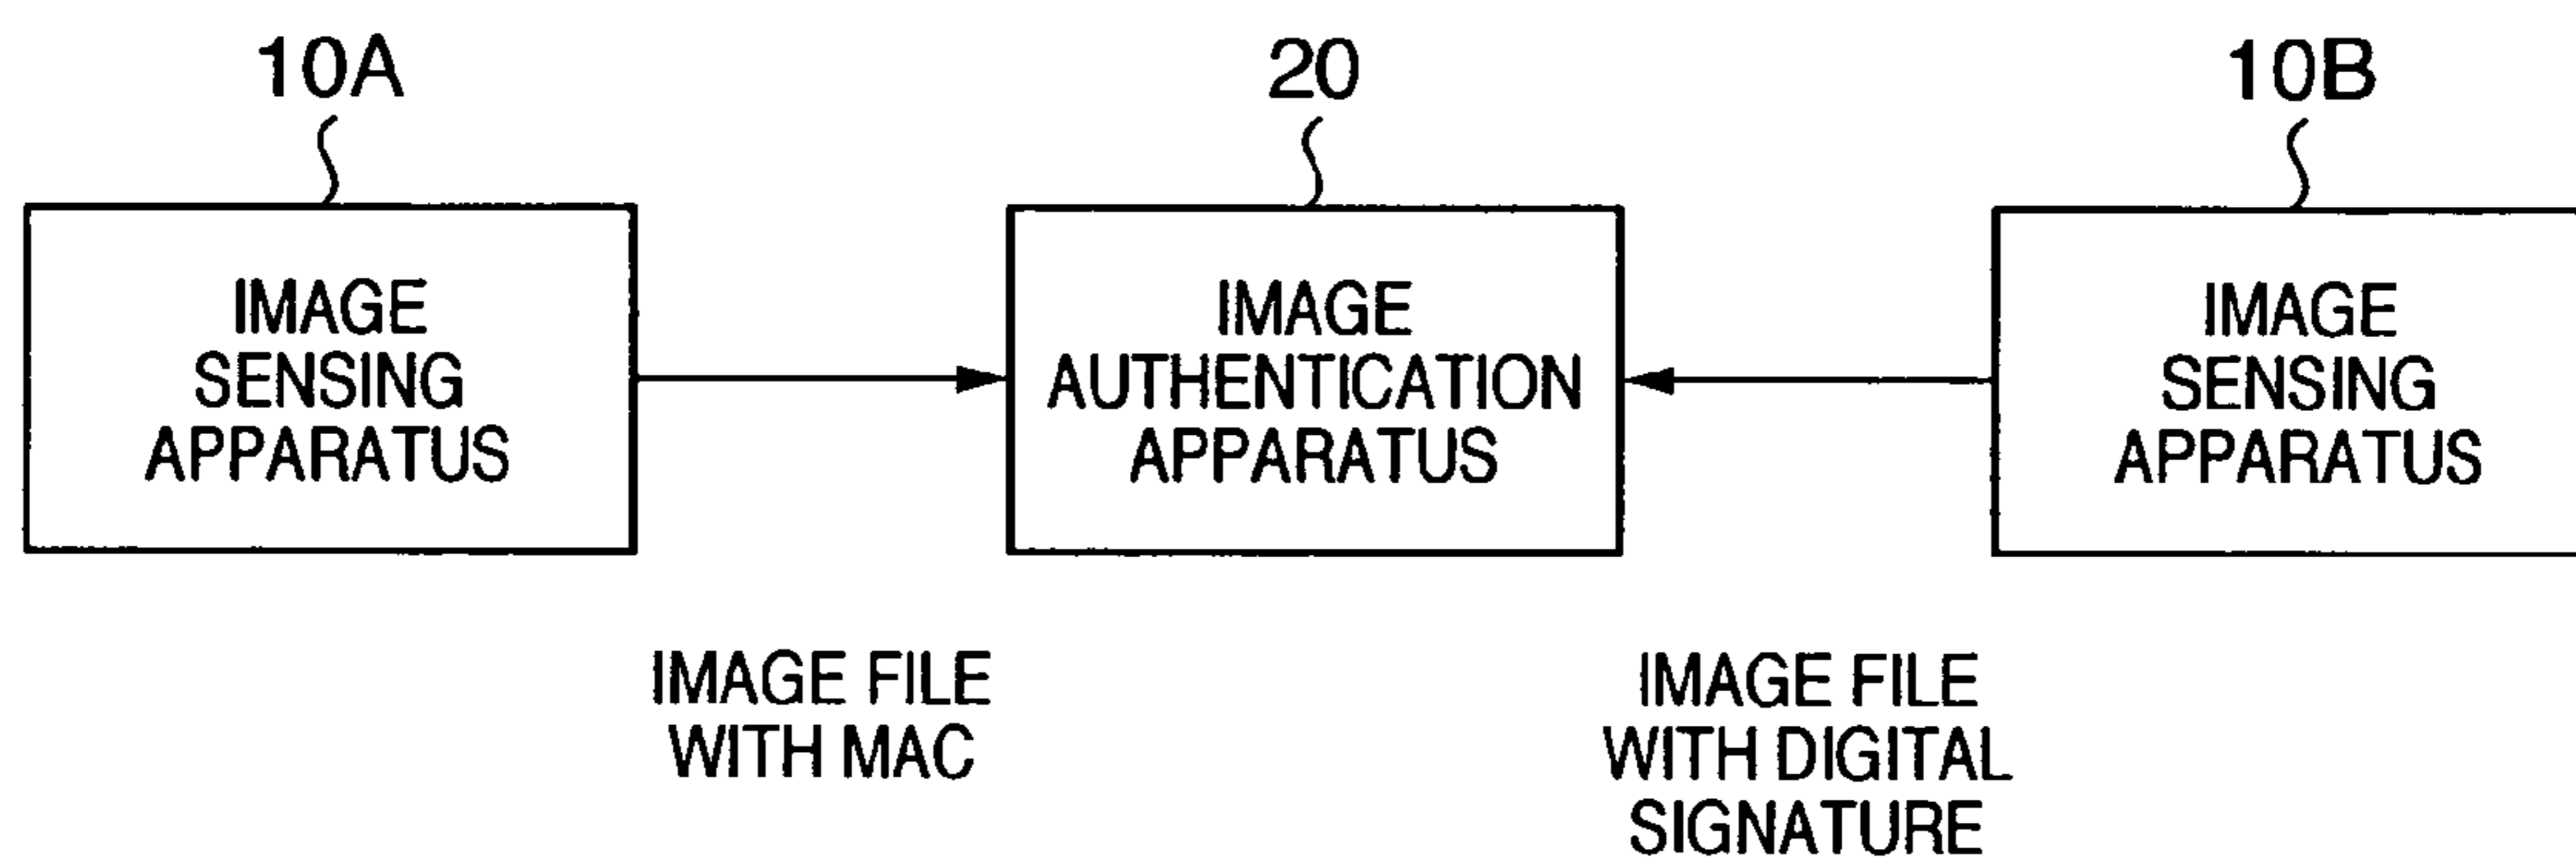 10A
20
10B
IMAGE
SENSING
APPARATUS
IMAGE
AUTHENTICATION
APPARATUS
IMAGE
SENSING
APPARATUS
IMAGE FILE
WITH MAC
IMAGE FILE
WITH DIGITAL
SIGNATURE